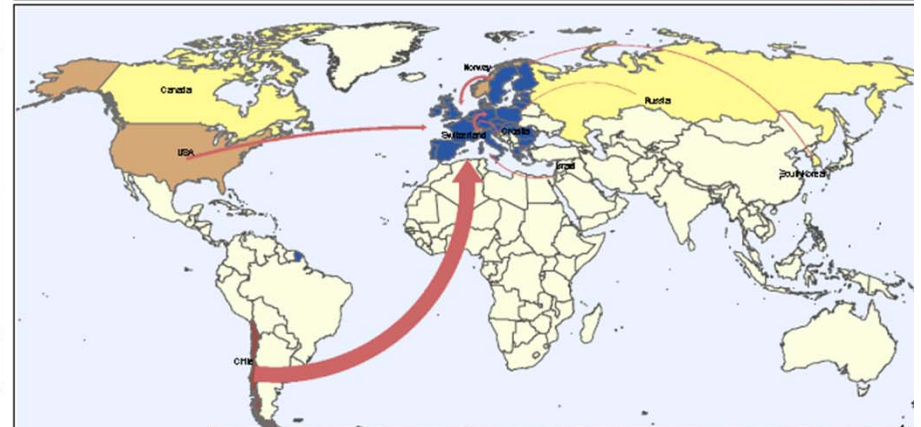 Norway
Canada
Russia
Switzerland
Croatia
USA
Israel
South Korea
Chile